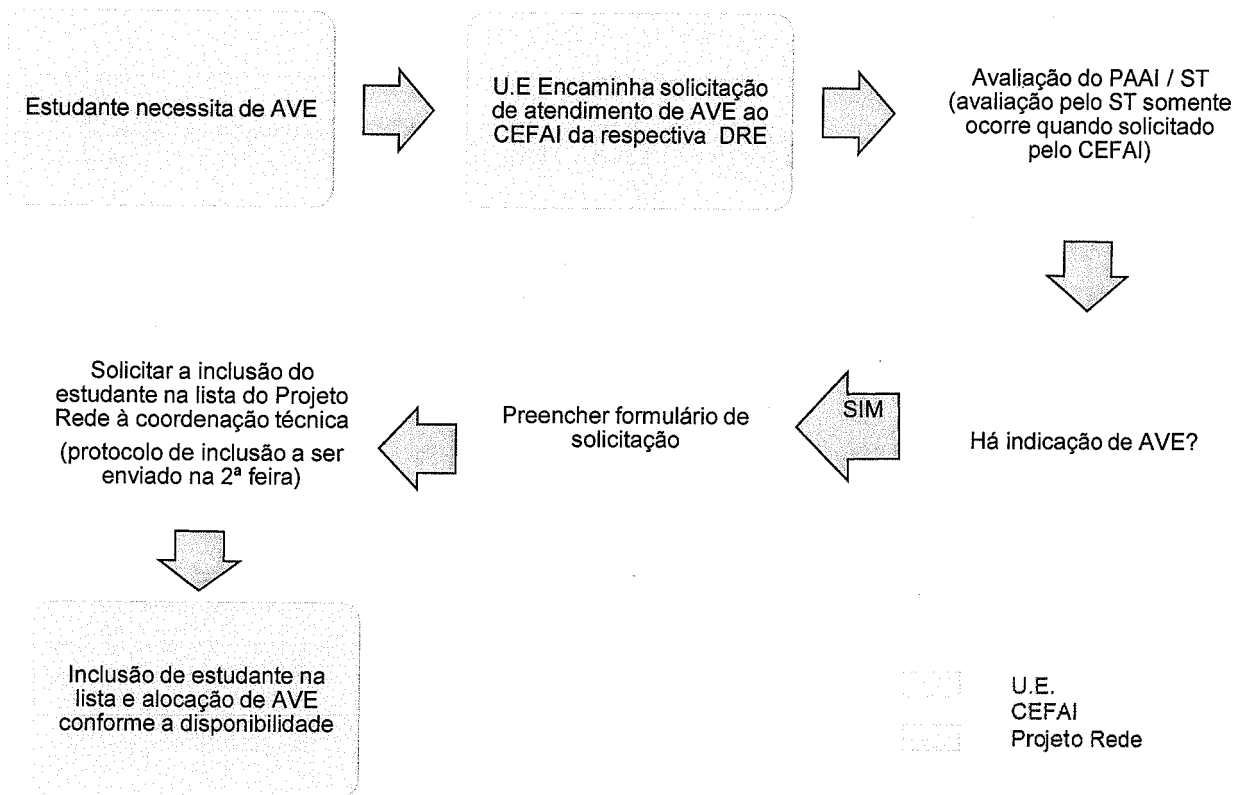 Estudante necessita de AVE
U.E Encaminha solicitação
de atendimento de AVE ao
CEFAI da respectiva DRE
Avaliação do PAAI / ST
(avaliação pelo ST somente
ocorre quando solicitado
pelo CEFAI)
Há indicação de AVE?
SIM
Preencher formulário de
solicitação
Solicitar a inclusão do
estudante na lista do Projeto
Rede à coordenação técnica
(protocolo de inclusão a ser
enviado na 2ª feira)
Inclusão de estudante na
lista e alocação de AVE
conforme a disponibilidade
U.E.
CEFAI
Projeto Rede